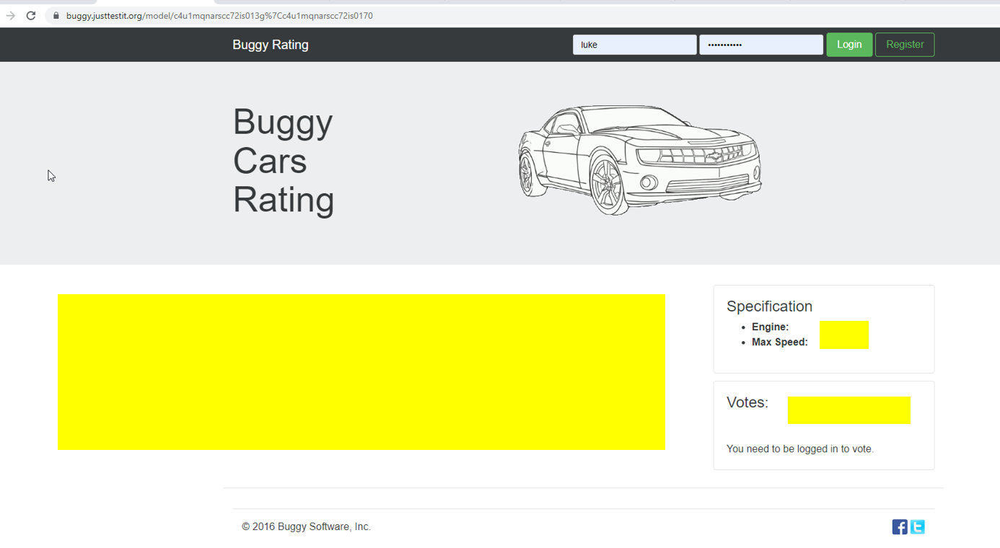 buggy.justtestit.org/model/c4u1mqnarscc72is013g%7Cc4u1mqnarscc72is0170
Buggy Rating
luke
•••••••••••
Login
Register
Buggy
Cars
Rating
Specification
• Engine:
• Max Speed:
Votes:
You need to be logged in to vote.
© 2016 Buggy Software, Inc.